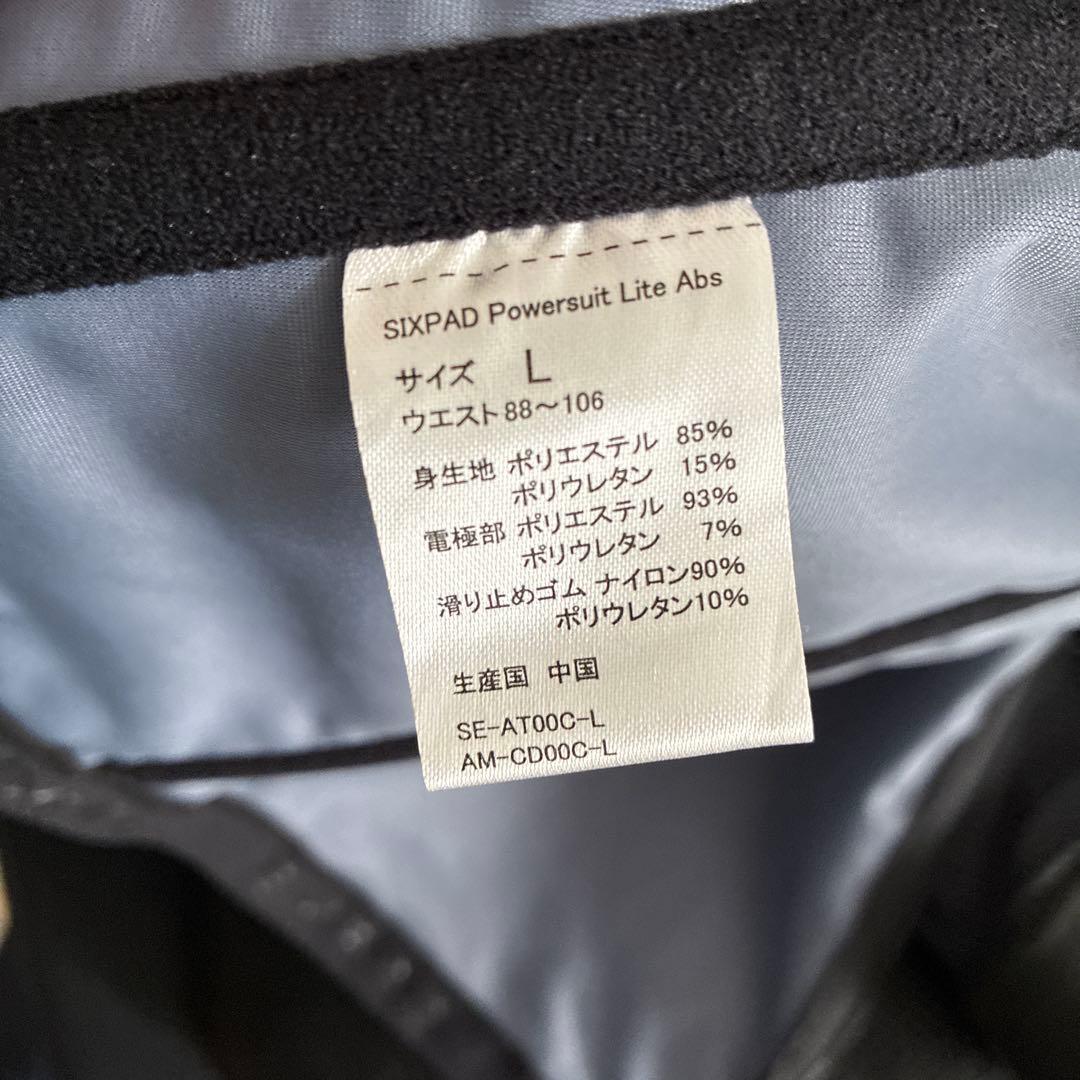 SIXPAD Powersuit Lite Abs
サイズ L
ウエスト88～106
身生地 ポリエステル 85%
ポリウレタン 15%
電極部 ポリエステル 93%
ポリウレタン 7%
滑り止めゴム ナイロン90%
ポリウレタン10%
生産国 中国
SE-AT00C-L
AM-CD00C-L